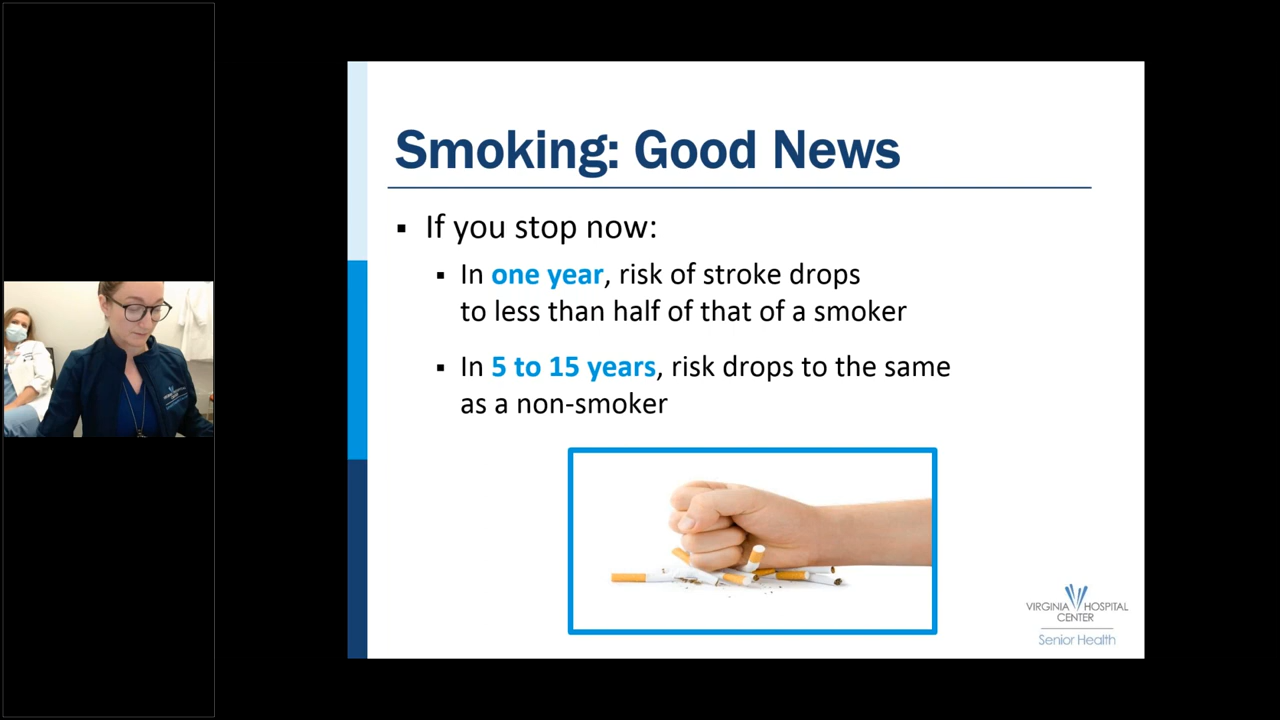 Smoking: Good News
▪ If you stop now:
▪ In one year, risk of stroke drops
to less than half of that of a smoker
▪ In 5 to 15 years, risk drops to the same
as a non-smoker
VIRGINIA HOSPITAL
CENTER
Senior Health